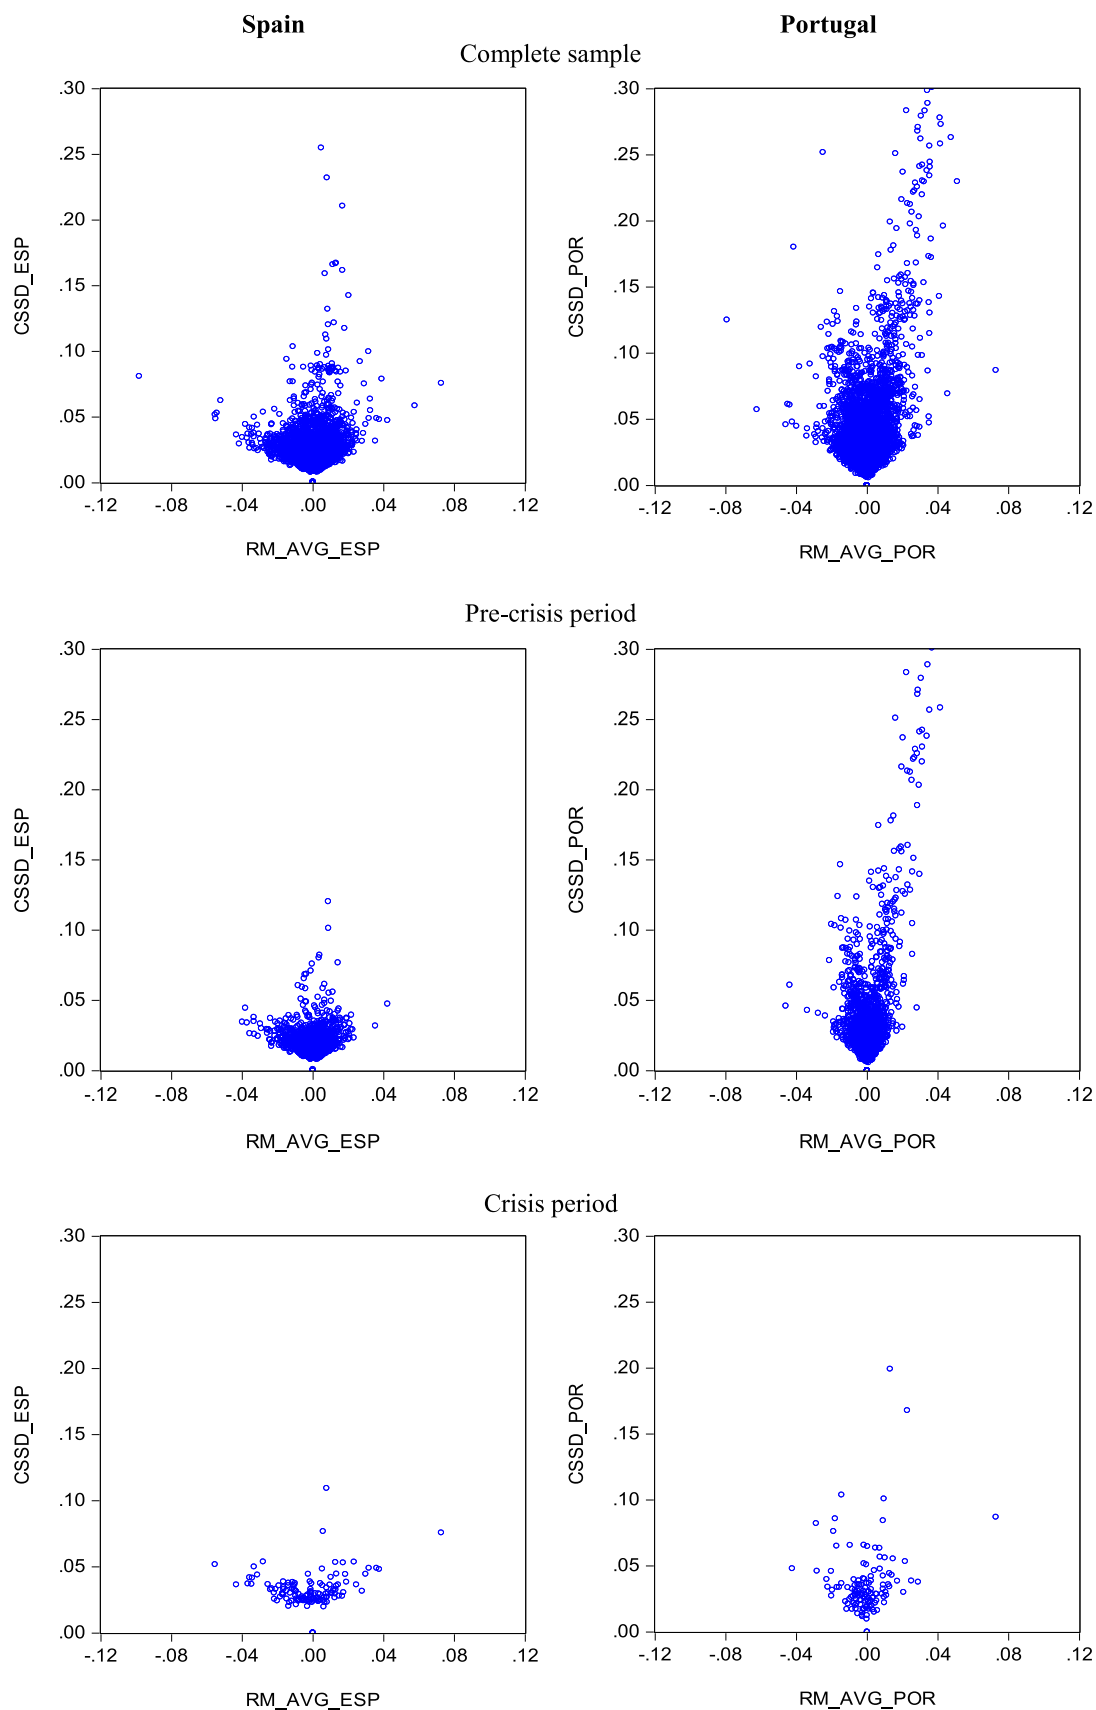 Spain Portugal
Complete sample
.30 .30
.25 .25
.20 .20
.15 .15
.10 .10
.05 .05
.00 .00
CSSD_ESP CSSD_POR
-.12 -.08 -.04 .00 .04 .08 .12 -.12 -.08 -.04 .00 .04 .08 .12
RM_AVG_ESP RM_AVG_POR
Pre-crisis period
.30 .30
.25 .25
.20 .20
.15 .15
.10 .10
.05 .05
.00 .00
CSSD_ESP CSSD_POR
-.12 -.08 -.04 .00 .04 .08 .12 -.12 -.08 -.04 .00 .04 .08 .12
RM_AVG_ESP RM_AVG_POR
Crisis period
.30 .30
.25 .25
.20 .20
.15 .15
.10 .10
.05 .05
.00 .00
CSSD_ESP CSSD_POR
-.12 -.08 -.04 .00 .04 .08 .12 -.12 -.08 -.04 .00 .04 .08 .12
RM_AVG_ESP RM_AVG_POR